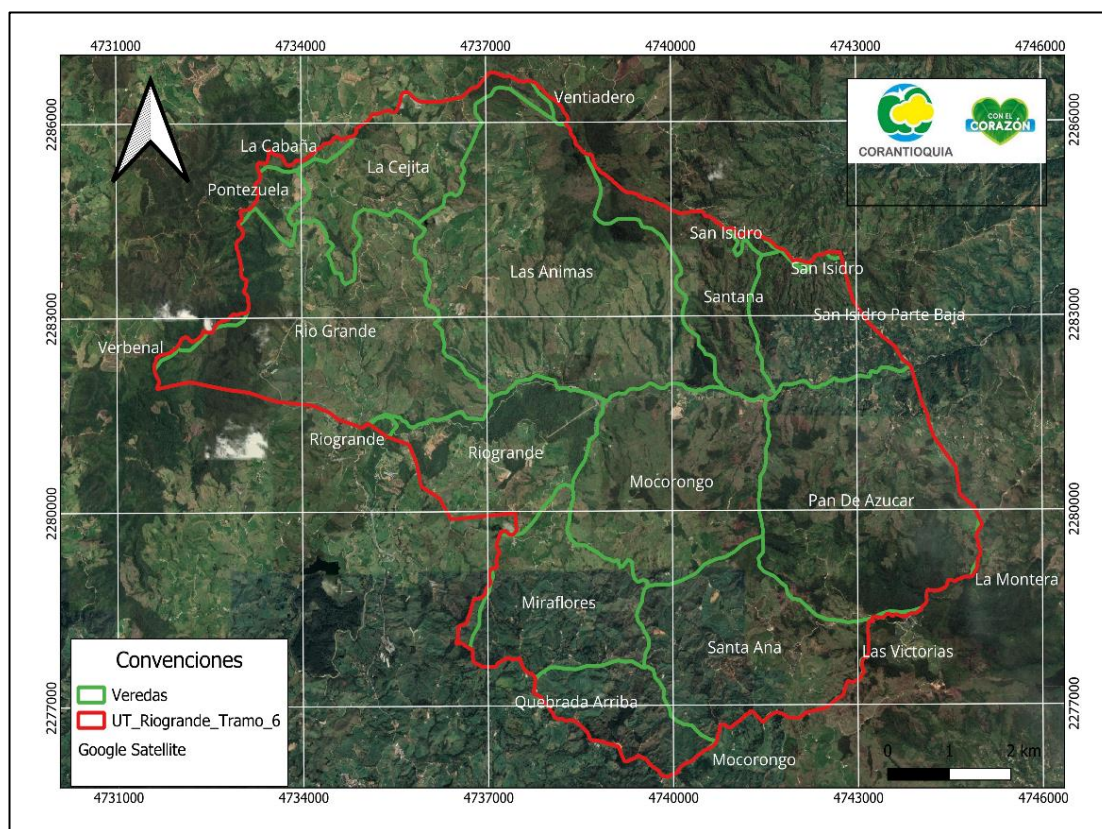 4731000 4734000 4737000 4740000 4743000 4746000
2286000
2286000
2283000
2283000
2280000
2280000
2277000
2277000
Ventiadero
CORANTIOQUIA
CON EL
CORAZÓN
La Cabaña
La Cejita
Pontezuela
San Isidro
Las Animas
San Isidro
Santana
San Isidro Parte Baja
Rio Grande
Verbenal
Riogrande
Riogrande
Mocorongo
Pan De Azucar
La Montera
Miraflores
Santa Ana
Las Victorias
Quebrada Arriba
Mocorongo
Convenciones
Veredas
UT_Riogrande_Tramo_6
Google Satellite
0 1 2 km
4731000 4734000 4737000 4740000 4743000 4746000